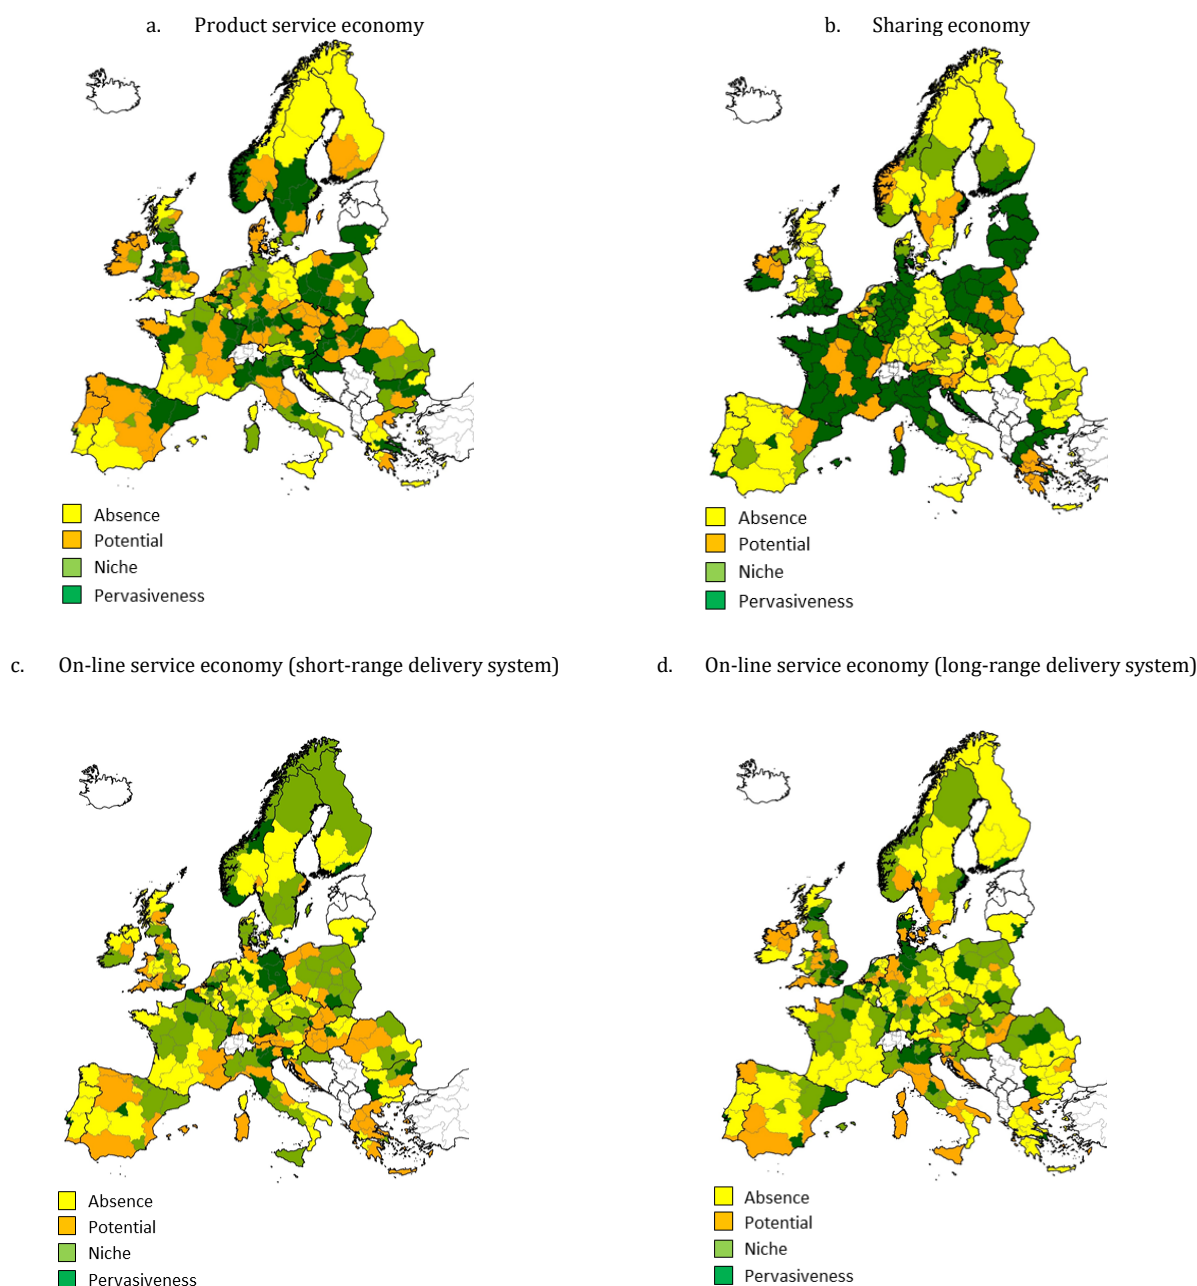 a. Product service economy
b. Sharing economy
Absence
Potential
Niche
Pervasiveness
Absence
Potential
Niche
Pervasiveness
c. On-line service economy (short-range delivery system)
d. On-line service economy (long-range delivery system)
Absence
Potential
Niche
Pervasiveness
Absence
Potential
Niche
Pervasiveness